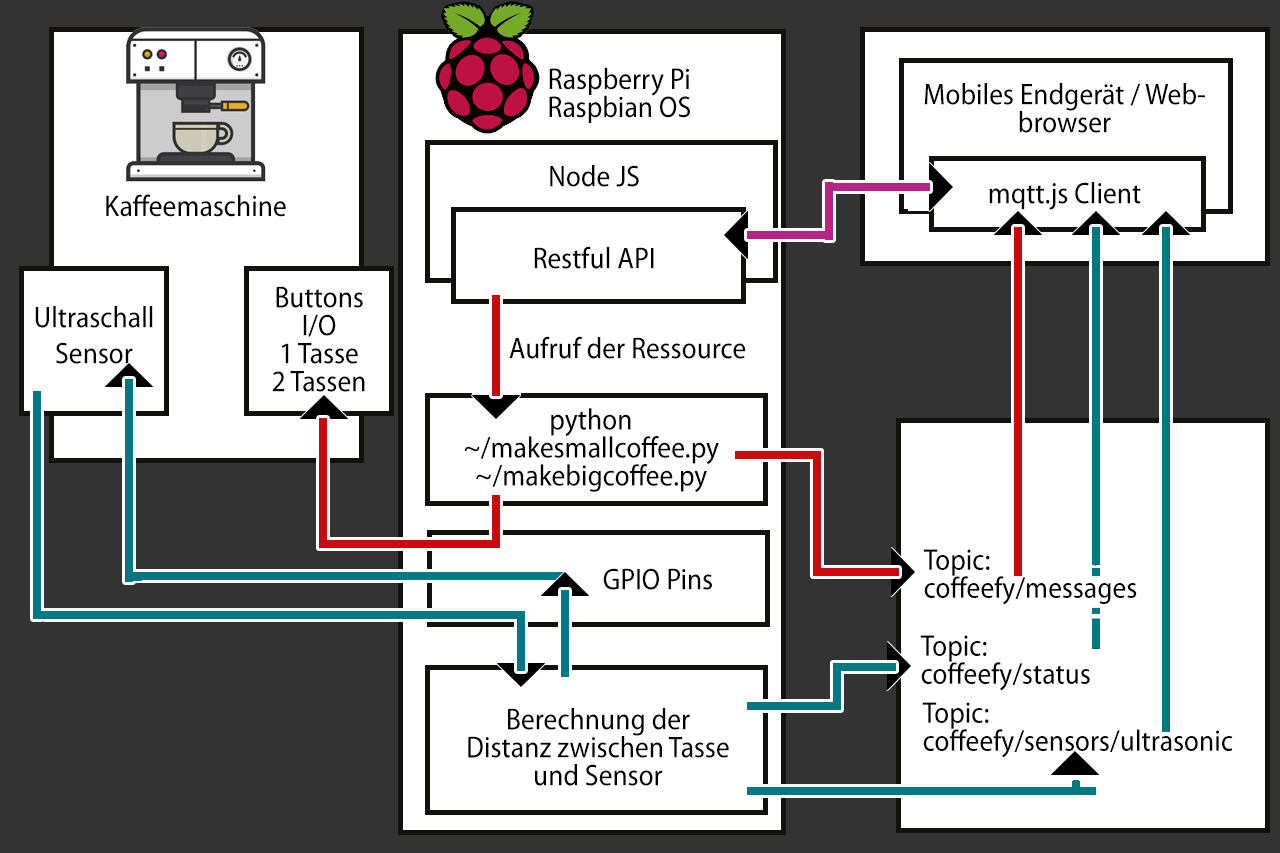 Kaffeemaschine
Ultraschall
Sensor
Buttons
I/O
1 Tasse
2 Tassen
Raspberry Pi
Raspbian OS
Node JS
Restful API
Aufruf der Ressource
python
~/makesmallcoffee.py
~/makebigcoffee.py
GPIO Pins
Berechnung der
Distanz zwischen Tasse
und Sensor
Mobiles Endgerät / Web-
browser
mqtt.js Client
Topic:
coffeefy/messages
Topic:
coffeefy/status
Topic:
coffeefy/sensors/ultrasonic